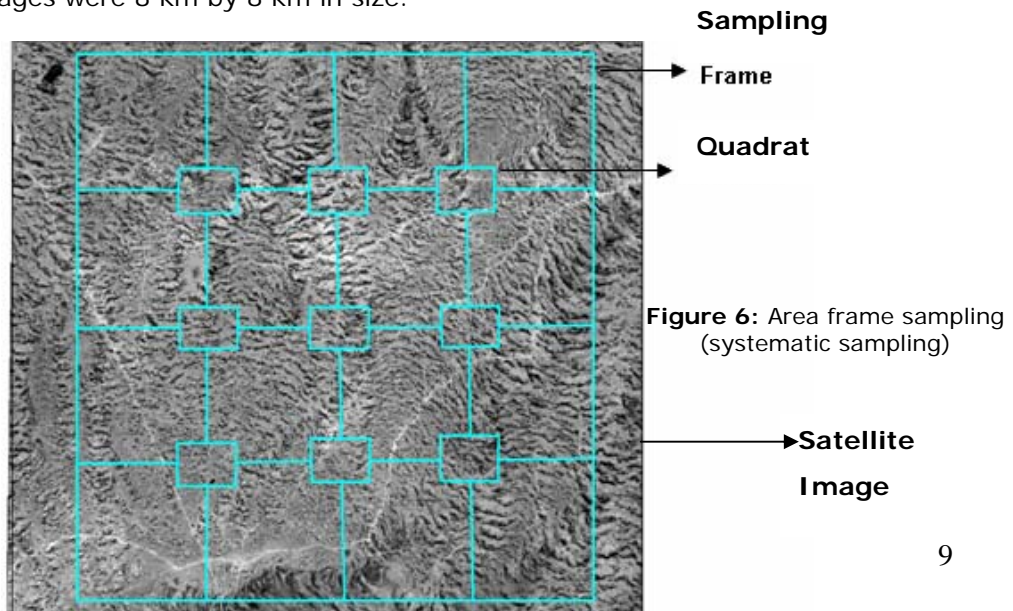 ages were 8 km by 8 km in size.
Sampling
Frame
Quadrat
Figure 6: Area frame sampling
(systematic sampling)
Satellite
Image
9